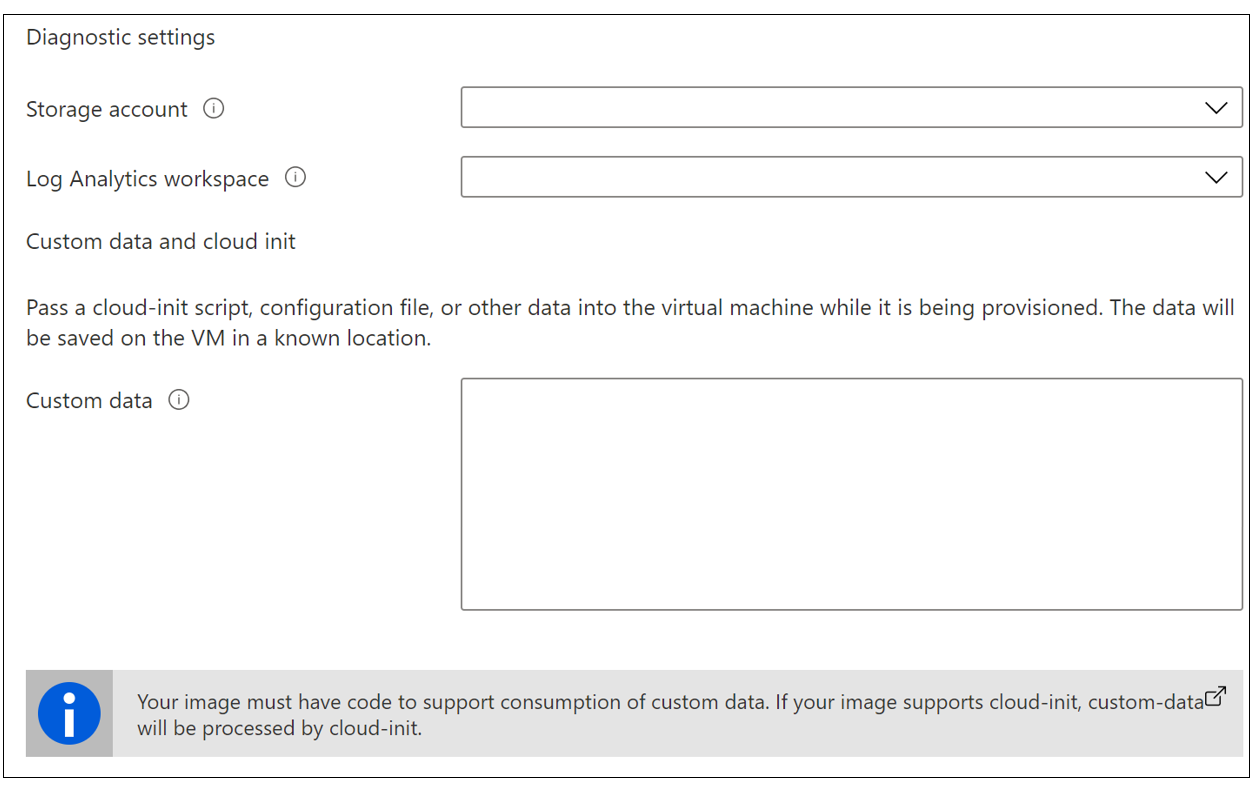 Diagnostic settings
Storage account
Log Analytics workspace
Custom data and cloud init
Pass a cloud-init script, configuration file, or other data into the virtual machine while it is being provisioned. The data will
be saved on the VM in a known location.
Custom data
Your image must have code to support consumption of custom data. If your image supports cloud-init, custom-data
will be processed by cloud-init.